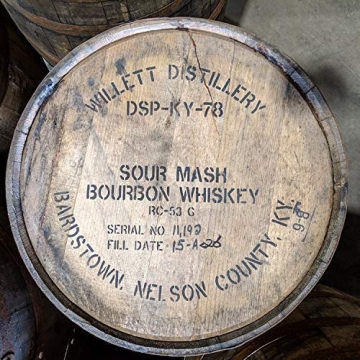 WILLETT DISTILLERY
DSP-KY-78
SOUR MASH
BOURBON WHISKEY
RC-53 G
SERIAL NO 11,192
FILL DATE
BARDSTOWN, NELSON COUNTY, KY.